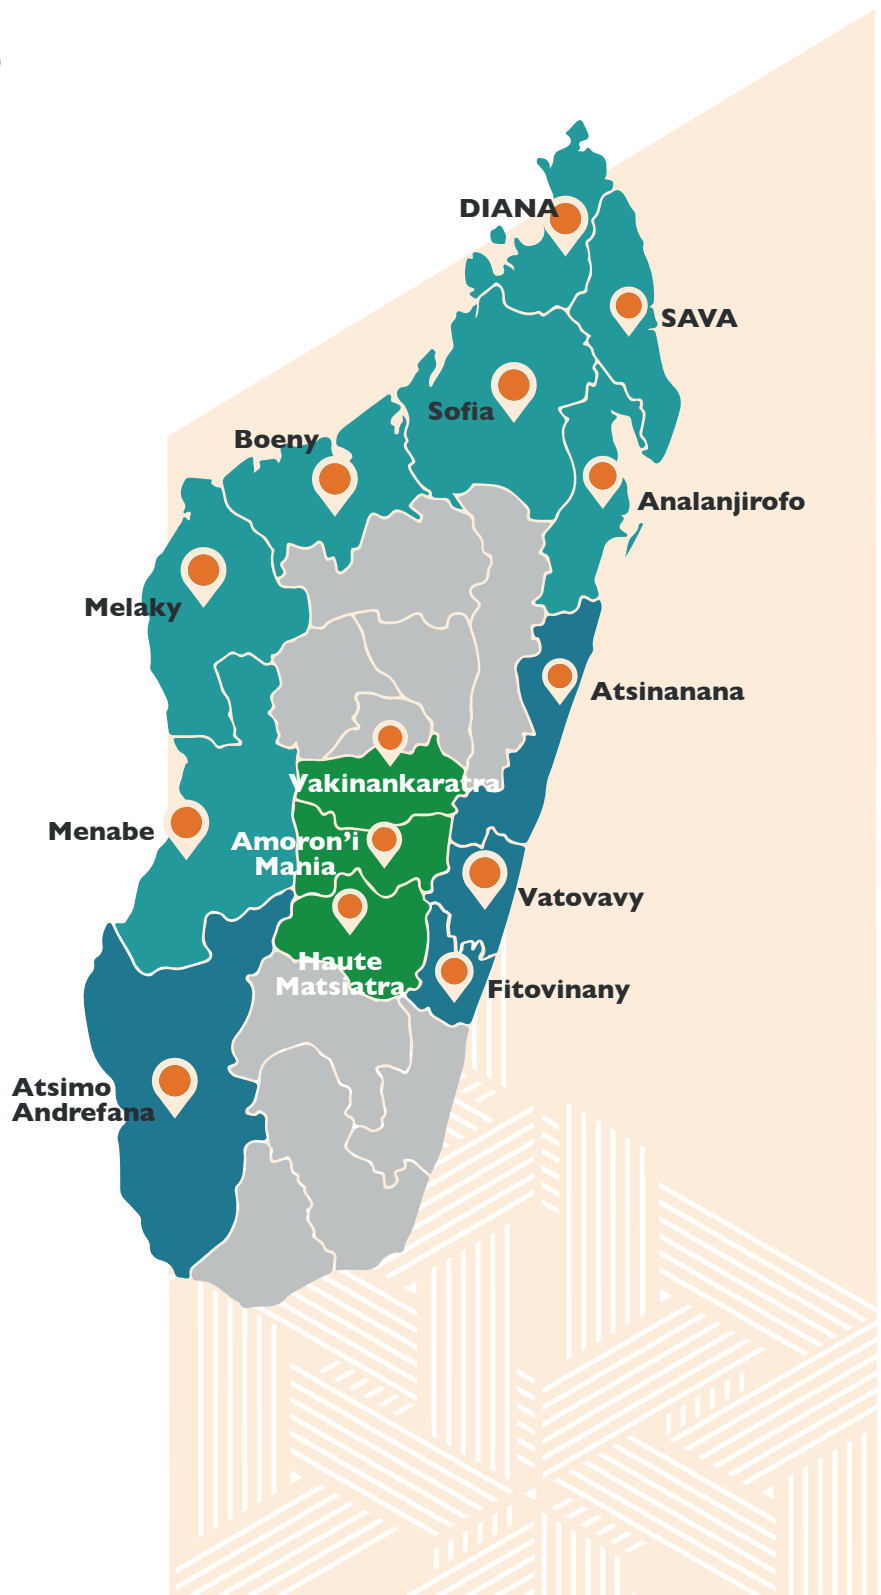 DIANA
SAVA
Sofia
Boeny
Analanjirofo
Melaky
Atsinanana
Vakinankaratra
Menabe
Amoron’i
Mania
Vatovavy
Haute
Matsiatra
Fitovinany
Atsimo
Andrefana